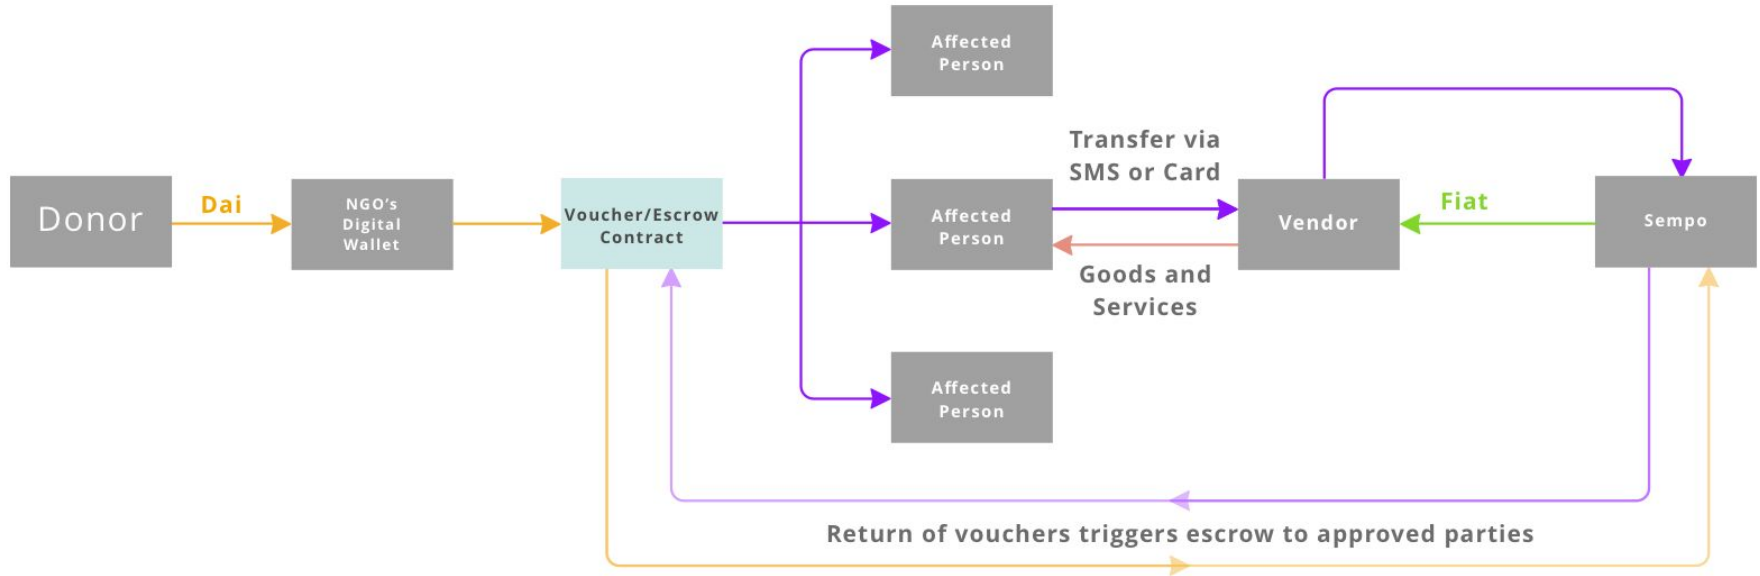 Donor
Dai
NGO's
Digital
Wallet
Voucher/Escrow
Contract
Affected
Person
Affected
Person
Affected
Person
Transfer via
SMS or Card
Goods and
Services
Vendor
Fiat
Sempo
Return of vouchers triggers escrow to approved parties